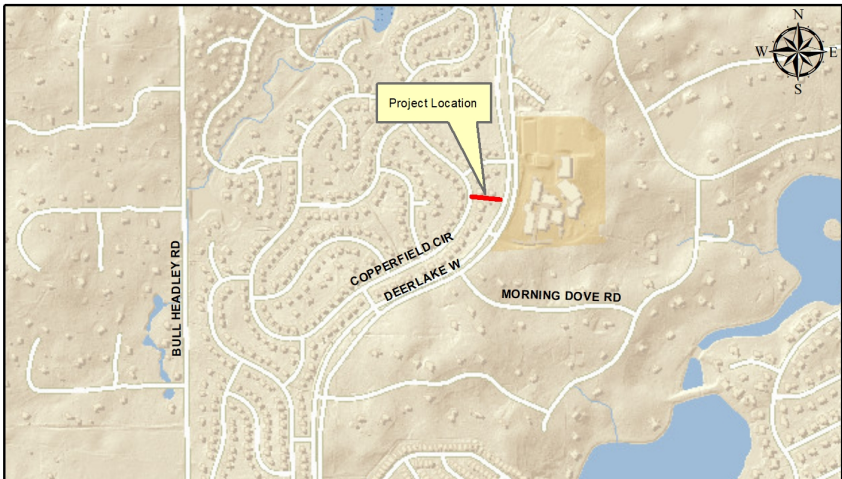 N
W E
S
Project Location
COPPERFIELD CIR
DEERLAKE W
BULL HEADLEY RD
MORNING DOVE RD